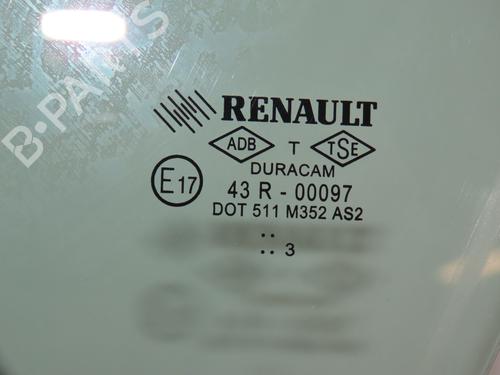 B-PARTS
RENAULT
ADB T TSE
DURACAM
E17
43 R - 00097
DOT 511 M352 AS2
:: 3